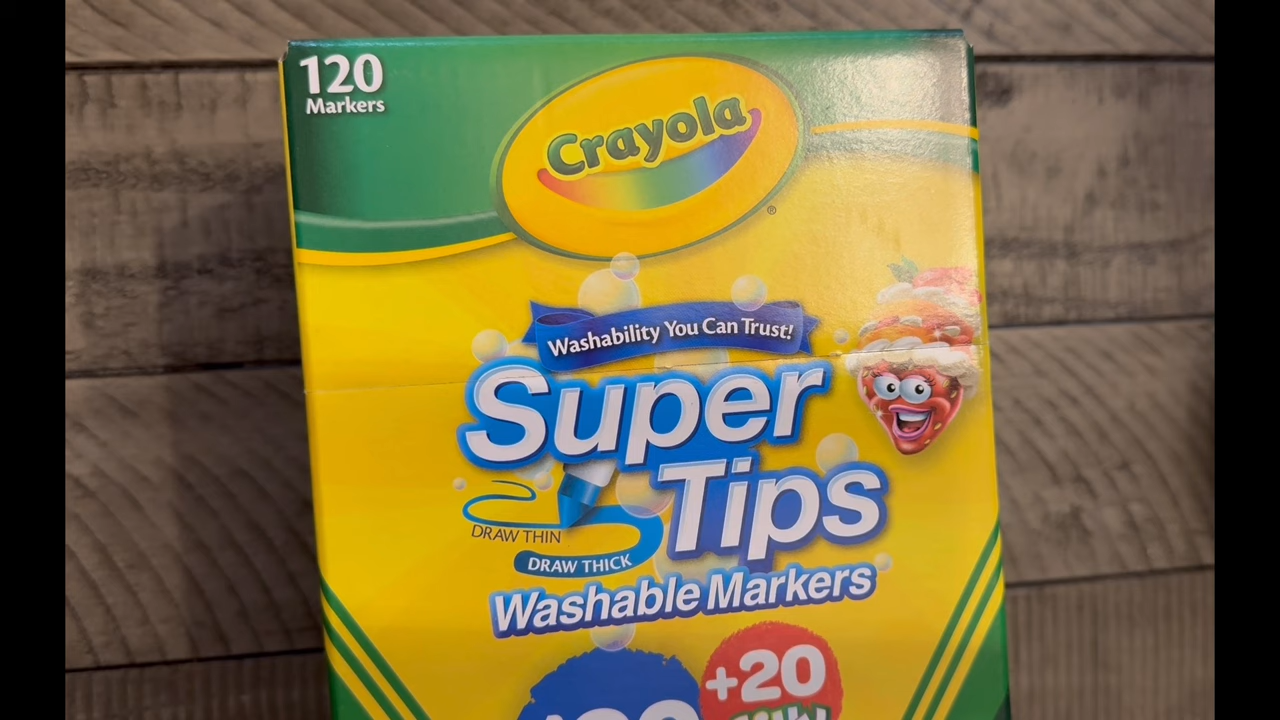 120
Markers
Crayola
®
Washability You Can Trust!
Super
Tips
DRAW THIN
DRAW THICK
Washable Markers
+20